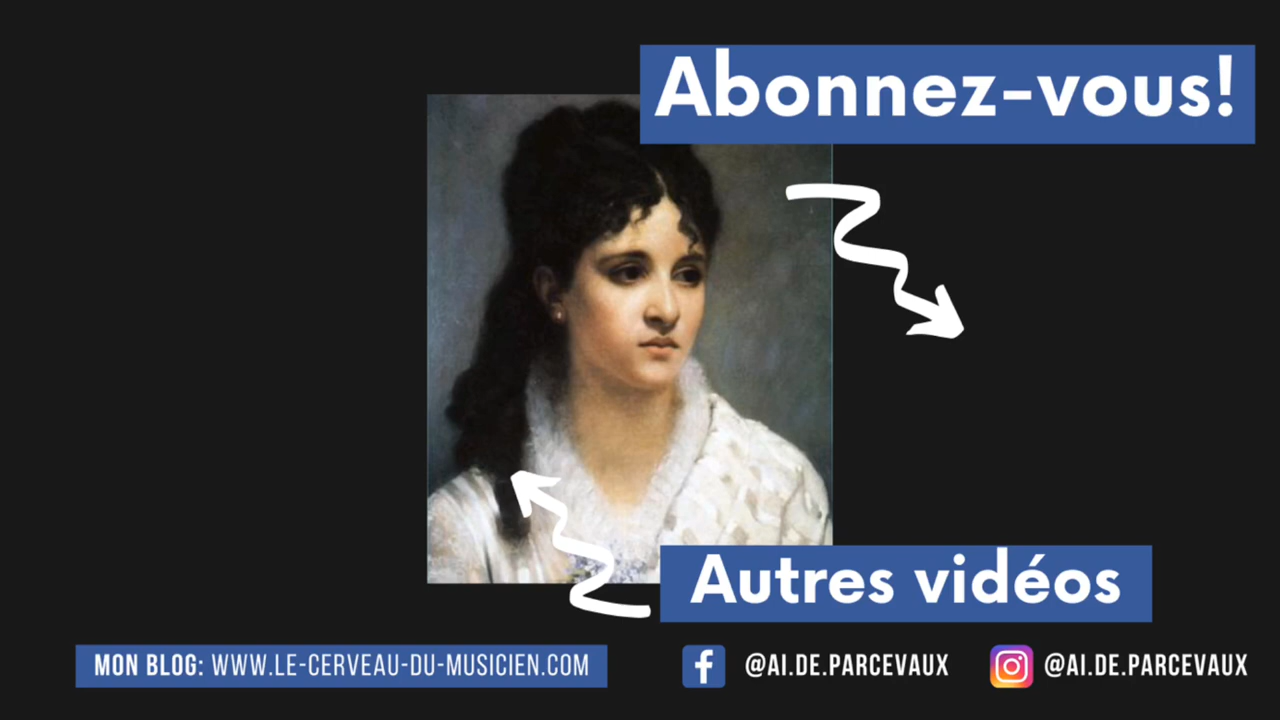 Abonnez-vous!
Autres vidéos
MON BLOG: WWW.LE-CERVEAU-DU-MUSICIEN.COM
@AI.DE.PARCEVAUX
@AI.DE.PARCEVAUX